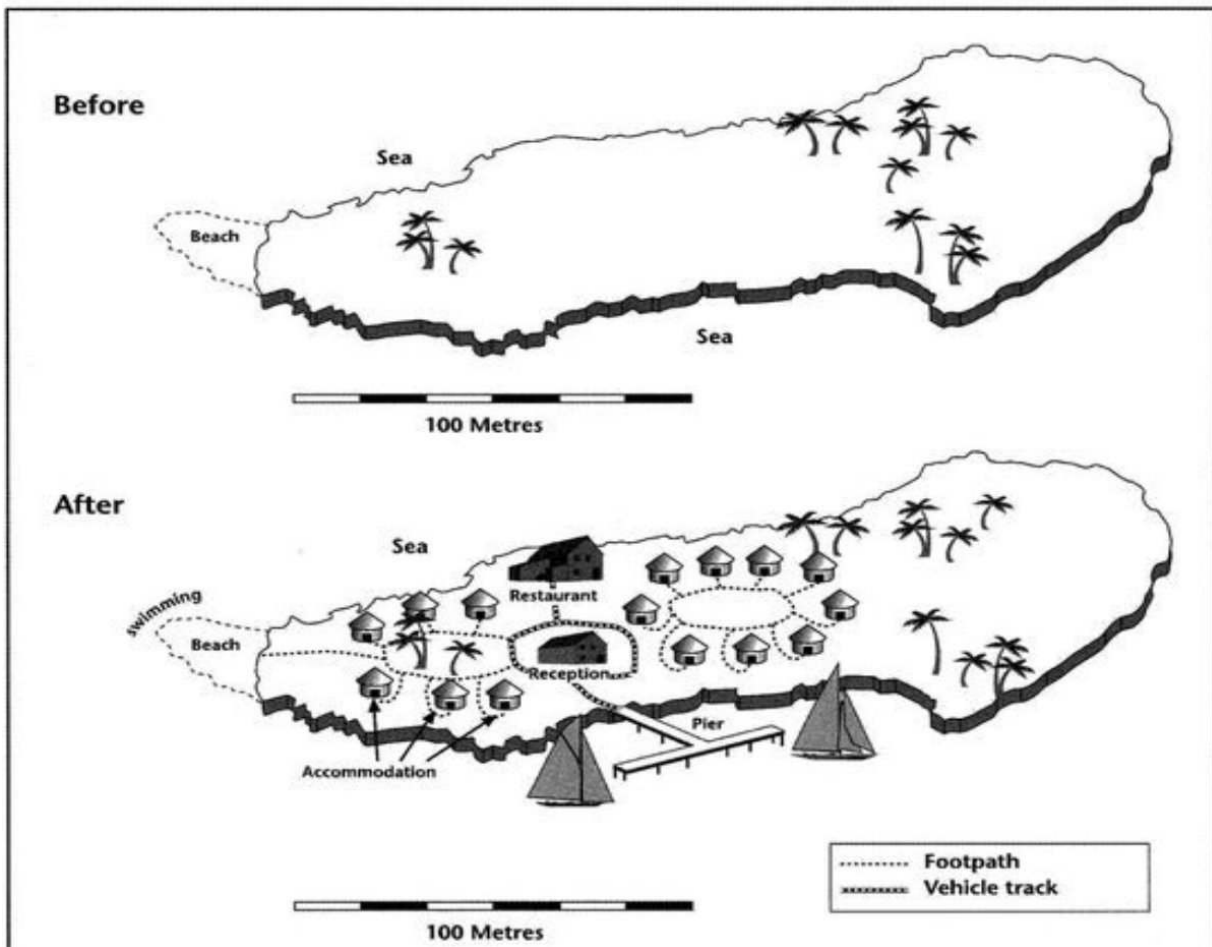 Before
Sea
Beach
Sea
100 Metres
After
Sea
swimming
Restaurant
Beach
Reception
Pier
Accommodation
Footpath
Vehicle track
100 Metres